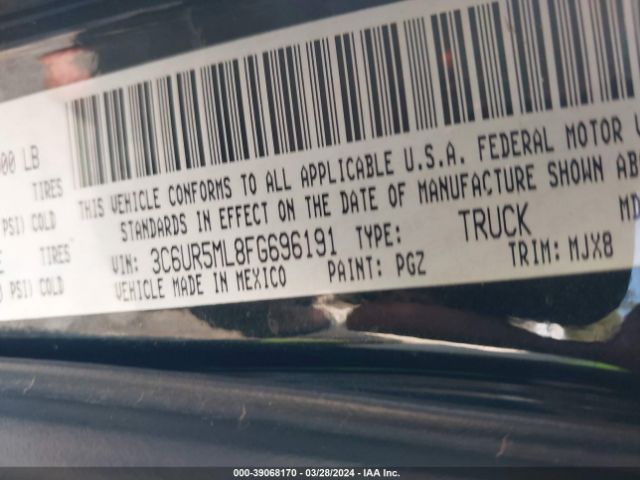 00 LB
TIRES
PSI) COLD
TIRES
PSI) COLD
THIS VEHICLE CONFORMS TO ALL APPLICABLE U.S.A. FEDERAL MOTOR
STANDARDS IN EFFECT ON THE DATE OF MANUFACTURE SHOWN AB
VIN: 3C6UR5ML8FG696191 TYPE: TRUCK MD
VEHICLE MADE IN MEXICO PAINT: PGZ TRIM: MJX8
000-39068170 | 03/28/2024 - IAA Inc.